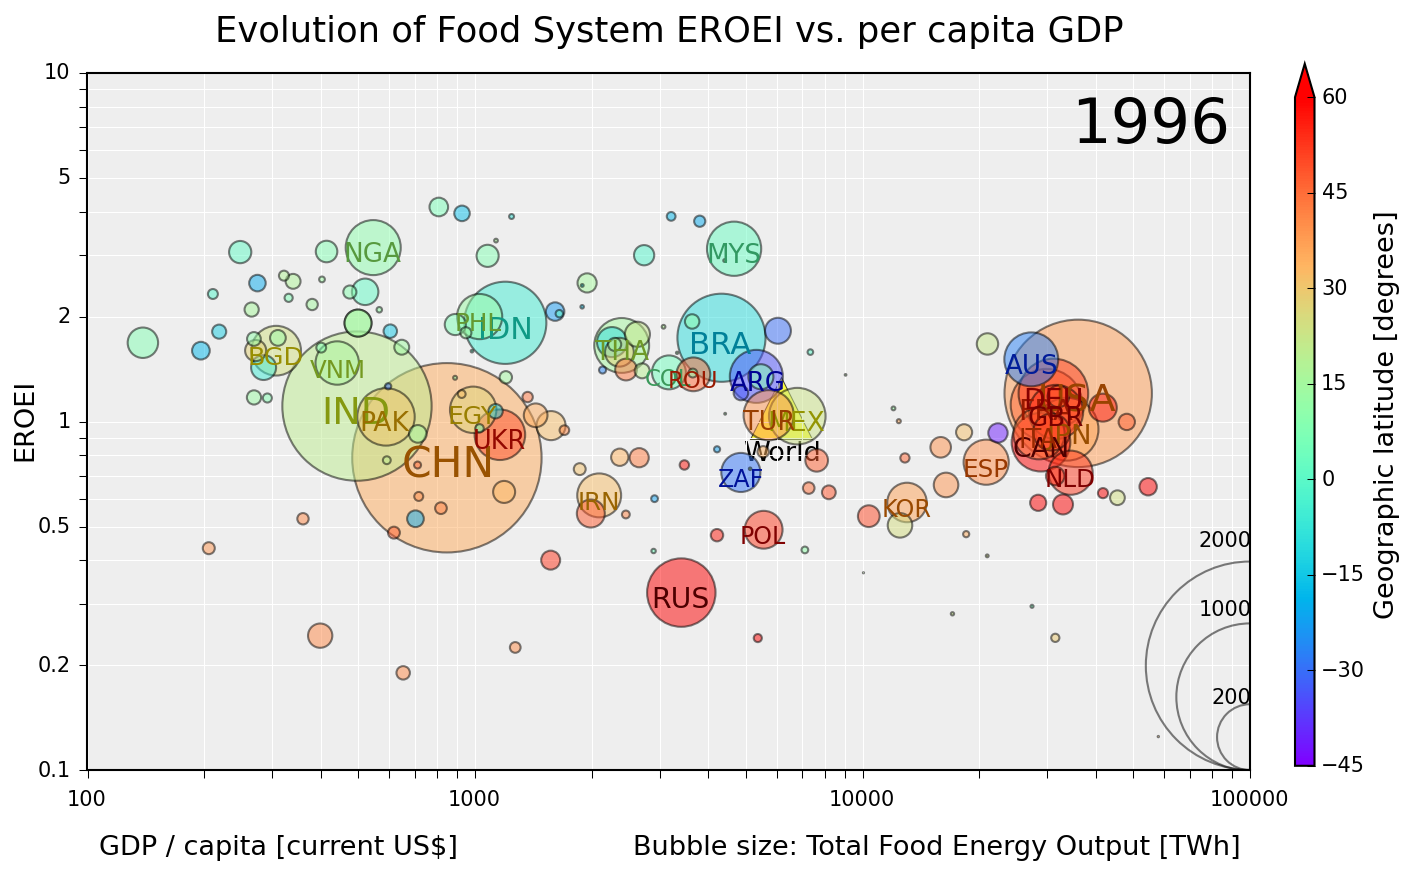 Evolution of Food System EROEI vs. per capita GDP
1996
10
5
2
1
0.5
0.2
0.1
EROEI
100
1000
10000
100000
GDP / capita [current US$]
Bubble size: Total Food Energy Output [TWh]
60
45
30
15
0
−15
−30
−45
Geographic latitude [degrees]
NGA
MYS
PHL
IDN
BRA
BGD
VNM
THA
ROU
ARG
AUS
IND
PAK
EGY
UKR
TUR
MEX
USA
DEU
GBR
ITA
JPN
CAN
World
CHN
ZAF
ESP
NLD
IRN
KOR
POL
RUS
2000
1000
200